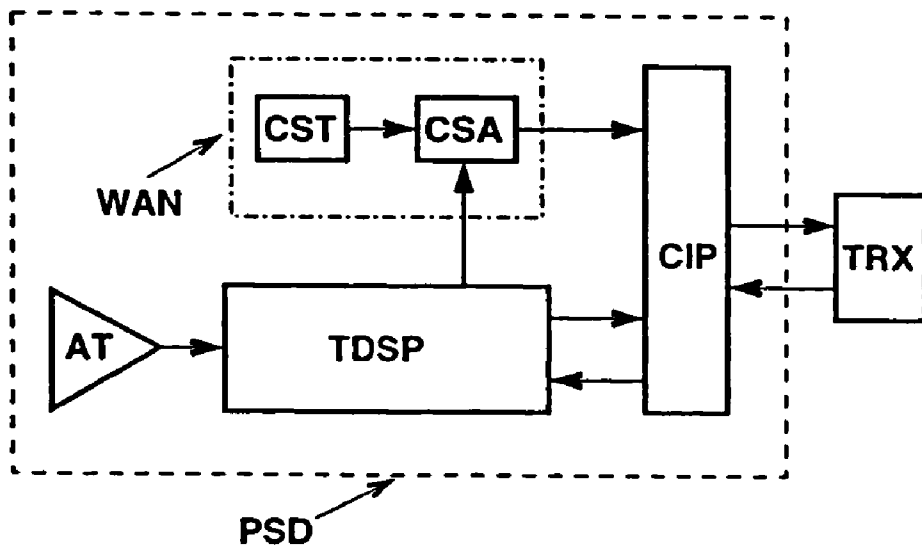 CST
CSA
WAN
CIP
TRX
AT
TDSP
PSD